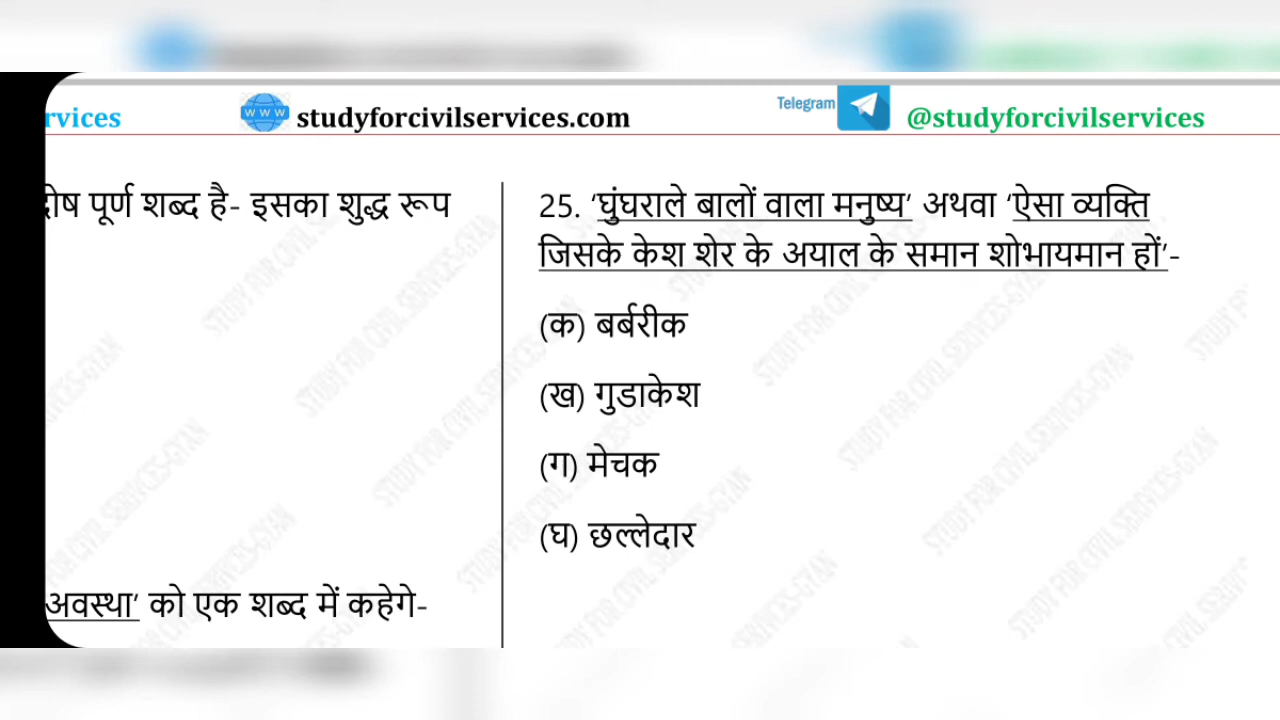 rvices
studyforcivilservices.com
Telegram
@studyforcivilservices
दोष पूर्ण शब्द है- इसका शुद्ध रूप
अवस्था’ को एक शब्द में कहेगे-
25. ‘घुंघराले बालों वाला मनुष्य’ अथवा ‘ऐसा व्यक्ति
जिसके केश शेर के अयाल के समान शोभायमान हों’-
(क) बर्बरीक
(ख) गुडाकेश
(ग) मेचक
(घ) छल्लेदार